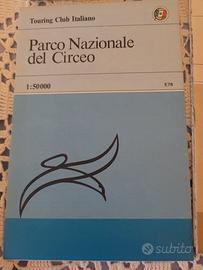 Touring Club Italiano
Parco Nazionale
del Circeo
1:50000
subito